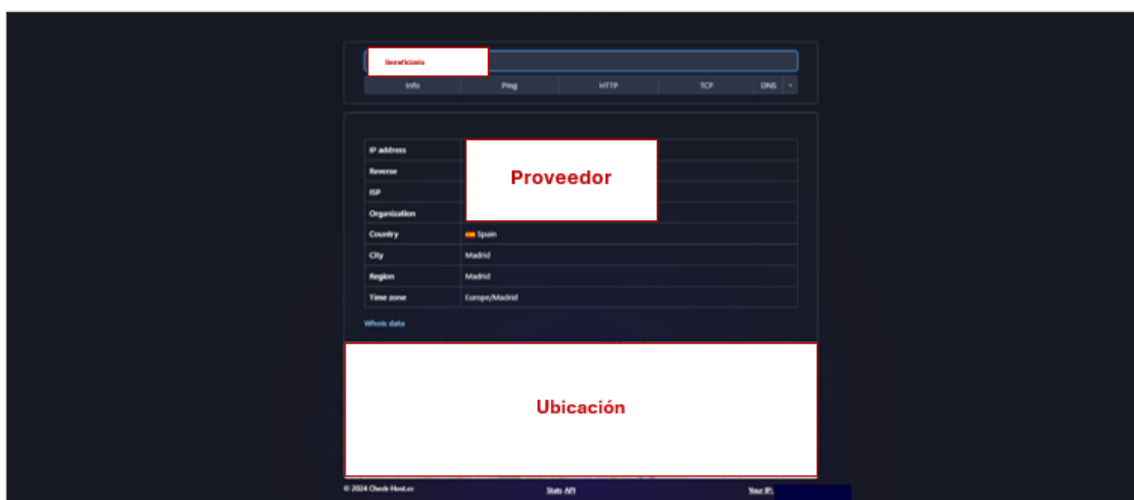 Beneficiario
Info Ping HTTP TCP DNS
IP address
Proveedor
Reverse
ISP
Organization
Country Spain
City Madrid
Region Madrid
Time zone Europe/Madrid
Whois data
Ubicación
© 2024 Check-Host.cc Stats API Your IP: